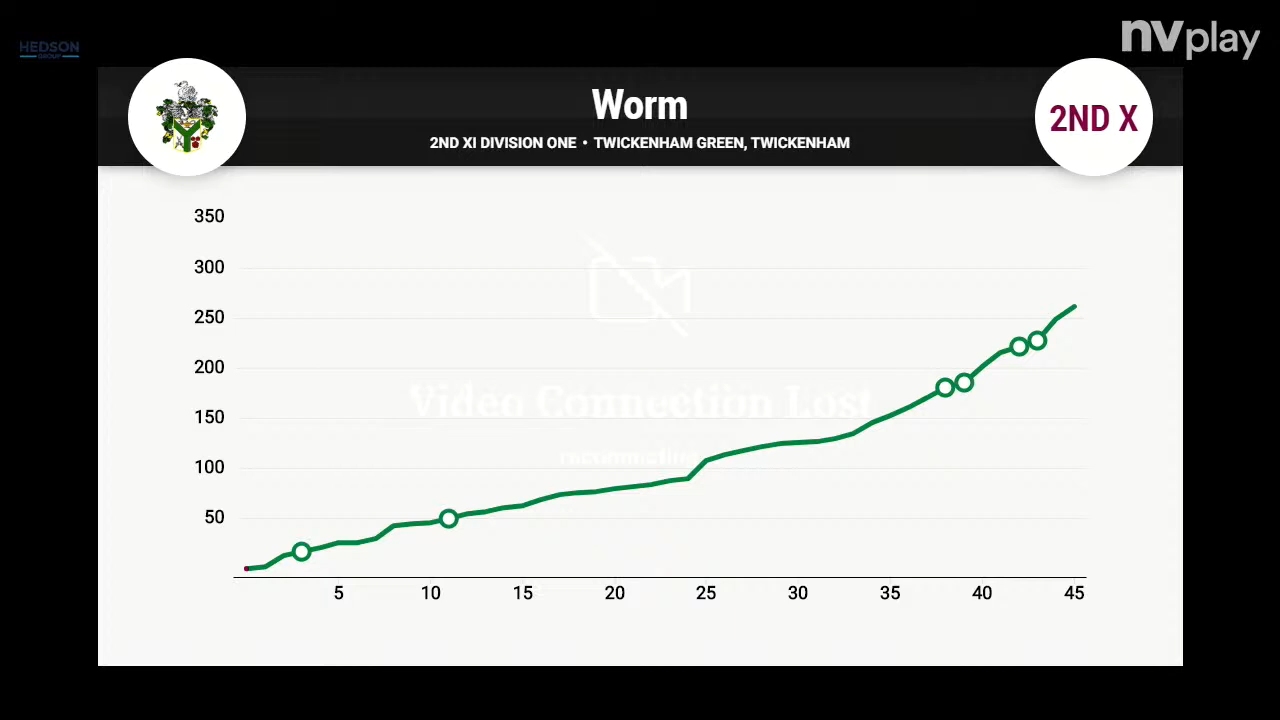 HEDSON
GROUP
nvplay
Worm
2ND XI DIVISION ONE • TWICKENHAM GREEN, TWICKENHAM
2ND X
350
300
250
200
150
100
50
Video Connection Lost
5 10 15 20 25 30 35 40 45